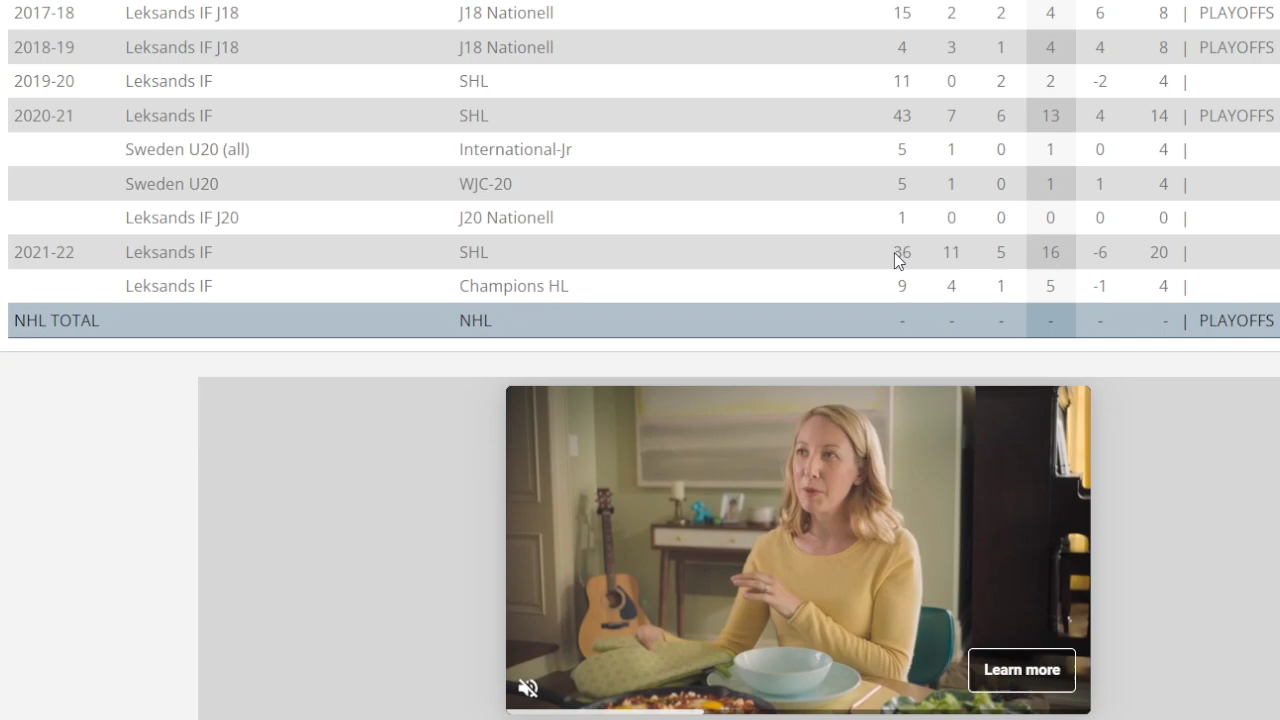 2017-18 Leksands IF J18 J18 Nationell 15 2 2 4 6 8 | PLAYOFFS
2018-19 Leksands IF J18 J18 Nationell 4 3 1 4 4 8 | PLAYOFFS
2019-20 Leksands IF SHL 11 0 2 2 -2 4 |
2020-21 Leksands IF SHL 43 7 6 13 4 14 | PLAYOFFS
Sweden U20 (all) International-Jr 5 1 0 1 0 4 |
Sweden U20 WJC-20 5 1 0 1 1 4 |
Leksands IF J20 J20 Nationell 1 0 0 0 0 0 |
2021-22 Leksands IF SHL 36 11 5 16 -6 20 |
Leksands IF Champions HL 9 4 1 5 -1 4 |
NHL TOTAL NHL - - - - - - | PLAYOFFS
Learn more